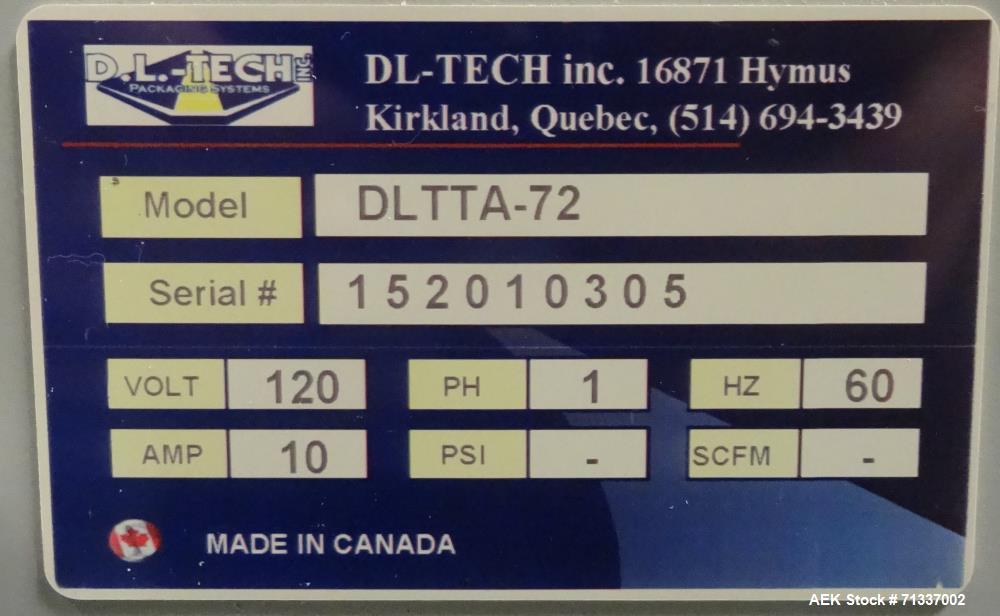 D.L.-TECH INC.
PACKAGING SYSTEMS
DL-TECH inc. 16871 Hymus
Kirkland, Quebec, (514) 694-3439
Model DLTTA-72
Serial # 152010305
VOLT 120 PH 1 HZ 60
AMP 10 PSI - SCFM -
MADE IN CANADA
AEK Stock # 71337002